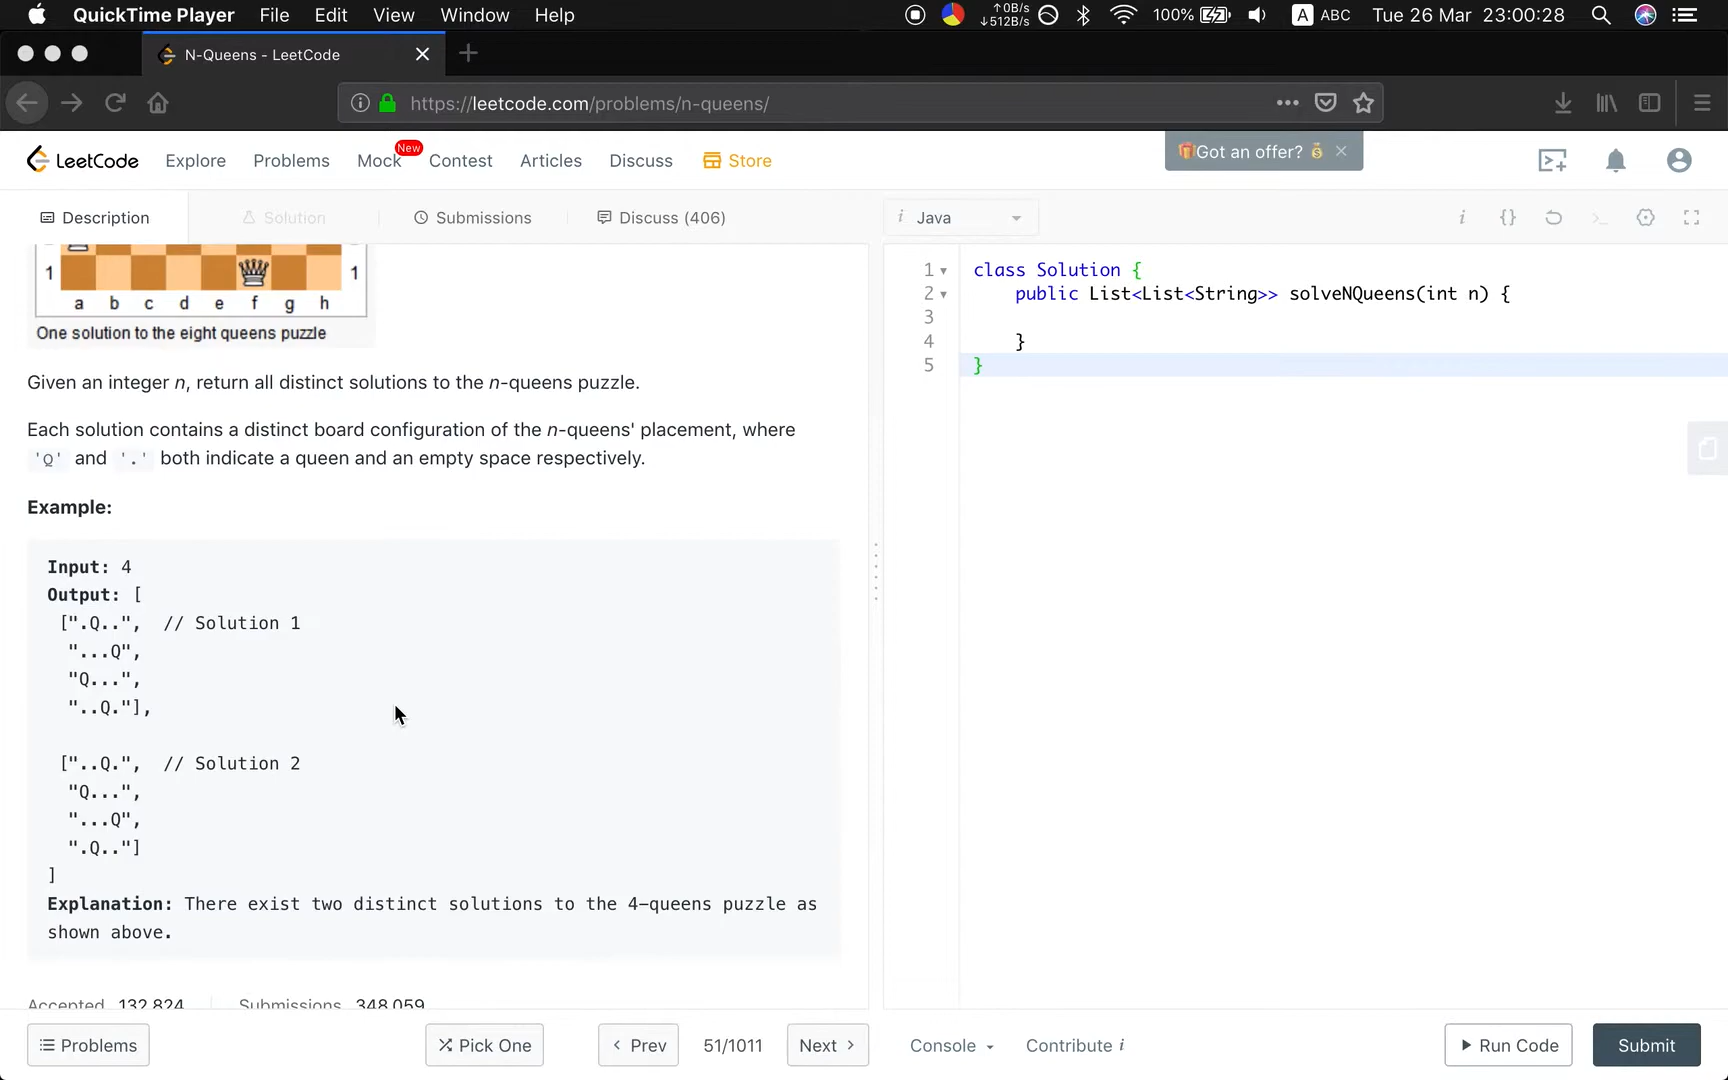 QuickTime Player File Edit View Window Help ↑0B/s ↓512B/s 100% A ABC Tue 26 Mar 23:00:28
N-Queens - LeetCode
https://leetcode.com/problems/n-queens/
LeetCode Explore Problems Mock New Contest Articles Discuss Store Got an offer?
Description Solution Submissions Discuss (406)
i Java
1 1
a b c d e f g h
One solution to the eight queens puzzle
Given an integer n, return all distinct solutions to the n-queens puzzle.
Each solution contains a distinct board configuration of the n-queens' placement, where
'Q' and '.' both indicate a queen and an empty space respectively.
Example:
Input: 4
Output: [
[".Q..", // Solution 1
"...Q",
"Q...",
"..Q."],
["..Q.", // Solution 2
"Q...",
"...Q",
".Q.."]
]
Explanation: There exist two distinct solutions to the 4-queens puzzle as
shown above.
Accepted 132,824 Submissions 348,059
1 class Solution {
2 public List<List<String>> solveNQueens(int n) {
3
4 }
5 }
Problems Pick One Prev 51/1011 Next Console Contribute i Run Code Submit